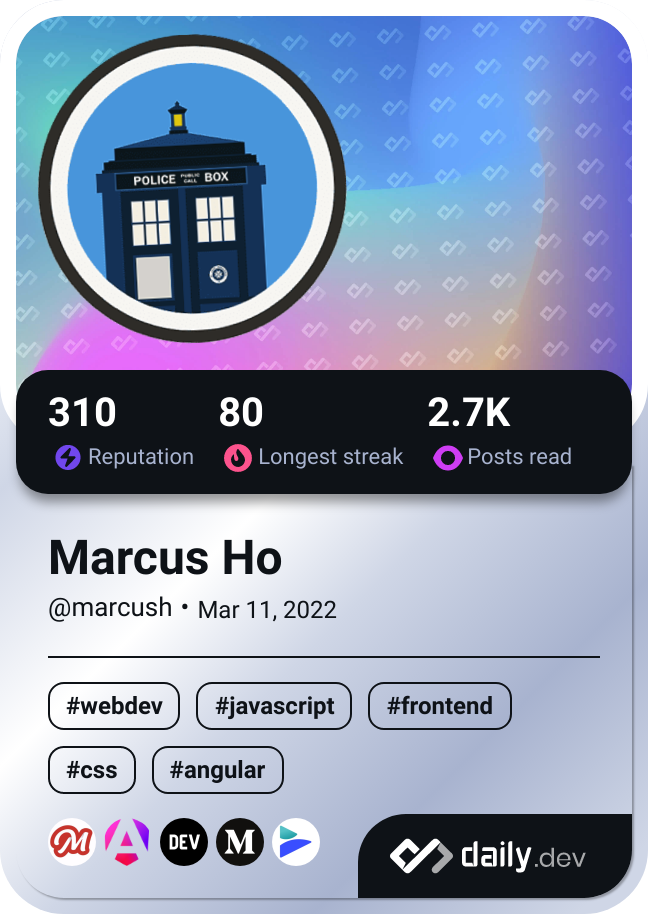 POLICE PUBLIC CALL BOX
310 80 2.7K
Reputation Longest streak Posts read
Marcus Ho
@marcush • Mar 11, 2022
#webdev #javascript #frontend
#css #angular
M A DEV M
daily.dev